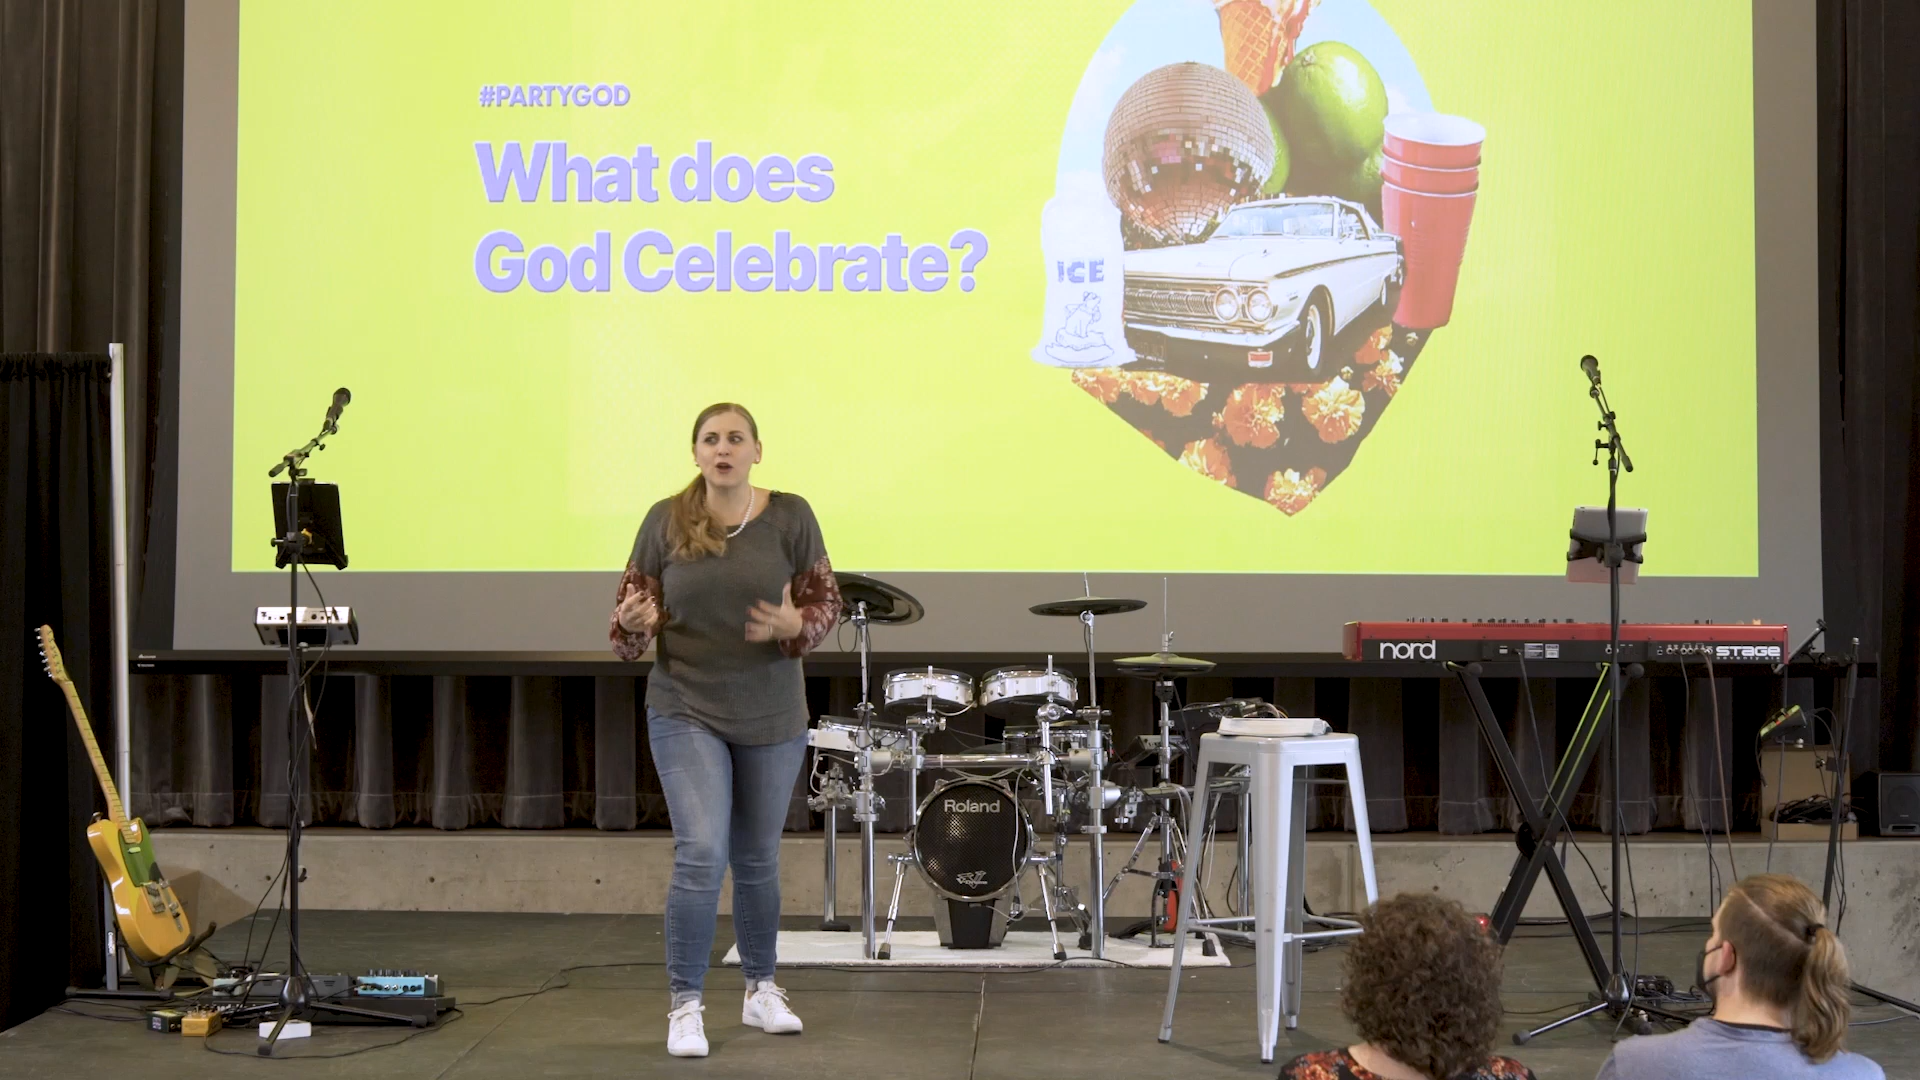 #PARTYGOD
What does
God Celebrate?
ICE
nord
STAGE
Roland